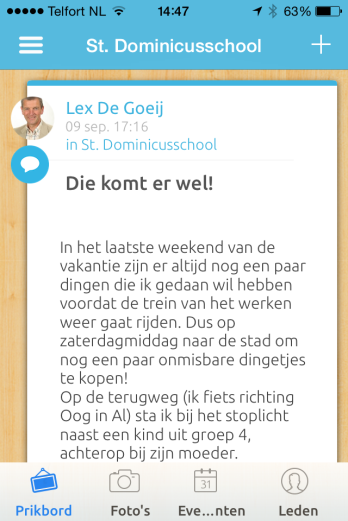 Telfort NL 14:47 63%
St. Dominicusschool
Lex De Goeij
09 sep. 17:16
in St. Dominicusschool
Die komt er wel!
In het laatste weekend van de
vakantie zijn er altijd nog een paar
dingen die ik gedaan wil hebben
voordat de trein van het werken
weer gaat rijden. Dus op
zaterdagmiddag naar de stad om
nog een paar onmisbare dingetjes
te kopen!
Op de terugweg (ik fiets richting
Oog in Al) sta ik bij het stoplicht
naast een kind uit groep 4,
achterop bij zijn moeder.
31
Prikbord Foto's Eve...nten Leden